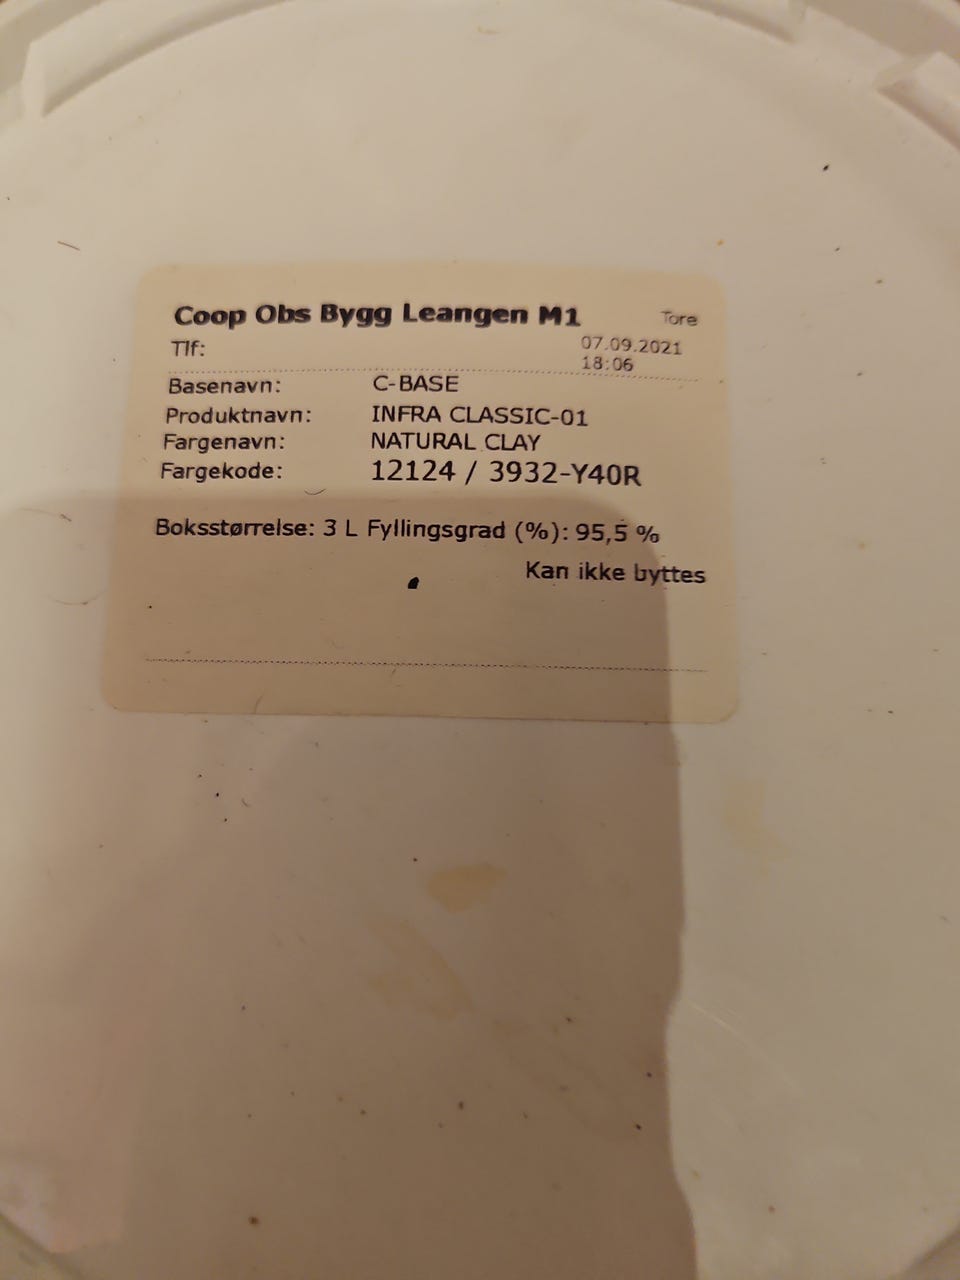 Coop Obs Bygg Leangen M1 Tore
Tlf: 07.09.2021
18:06
Basenavn: C-BASE
Produktnavn: INFRA CLASSIC-01
Fargenavn: NATURAL CLAY
Fargekode: 12124 / 3932-Y40R
Boksstørrelse: 3 L Fyllingsgrad (%): 95,5 %
Kan ikke byttes